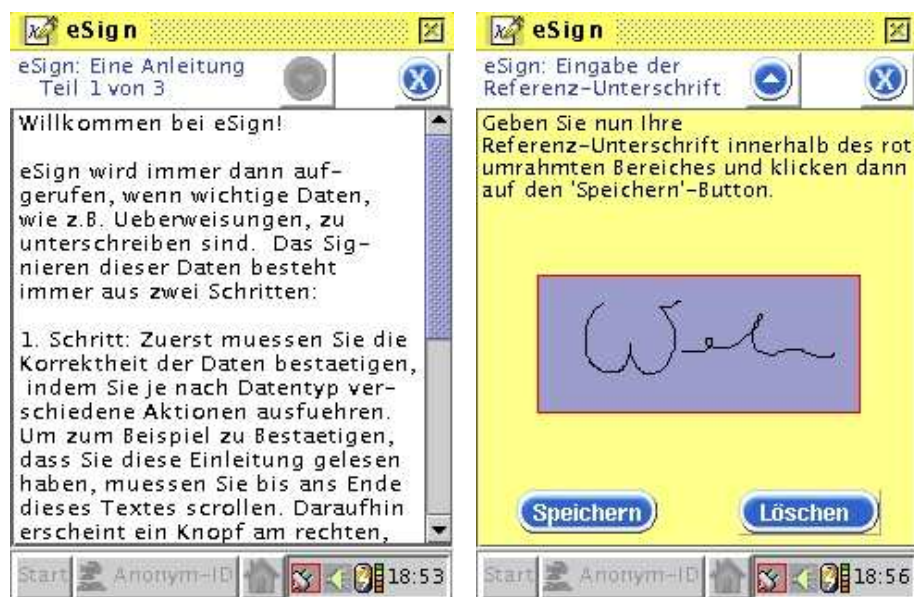 eSign
eSign: Eine Anleitung
Teil 1 von 3
Willkommen bei eSign!
eSign wird immer dann auf-
gerufen, wenn wichtige Daten,
wie z.B. Ueberweisungen, zu
unterschreiben sind. Das Sig-
nieren dieser Daten besteht
immer aus zwei Schritten:
1. Schritt: Zuerst muessen Sie die
Korrektheit der Daten bestaetigen,
indem Sie je nach Datentyp ver-
schiedene Aktionen ausfuehren.
Um zum Beispiel zu Bestaetigen,
dass Sie diese Einleitung gelesen
haben, muessen Sie bis ans Ende
dieses Textes scrollen. Daraufhin
erscheint ein Knopf am rechten,
Start Anonym-ID 18:53
eSign
eSign: Eingabe der
Referenz-Unterschrift
Geben Sie nun Ihre
Referenz-Unterschrift innerhalb des rot
umrahmten Bereiches und klicken dann
auf den 'Speichern'-Button.
Speichern Löschen
Start Anonym-ID 18:56